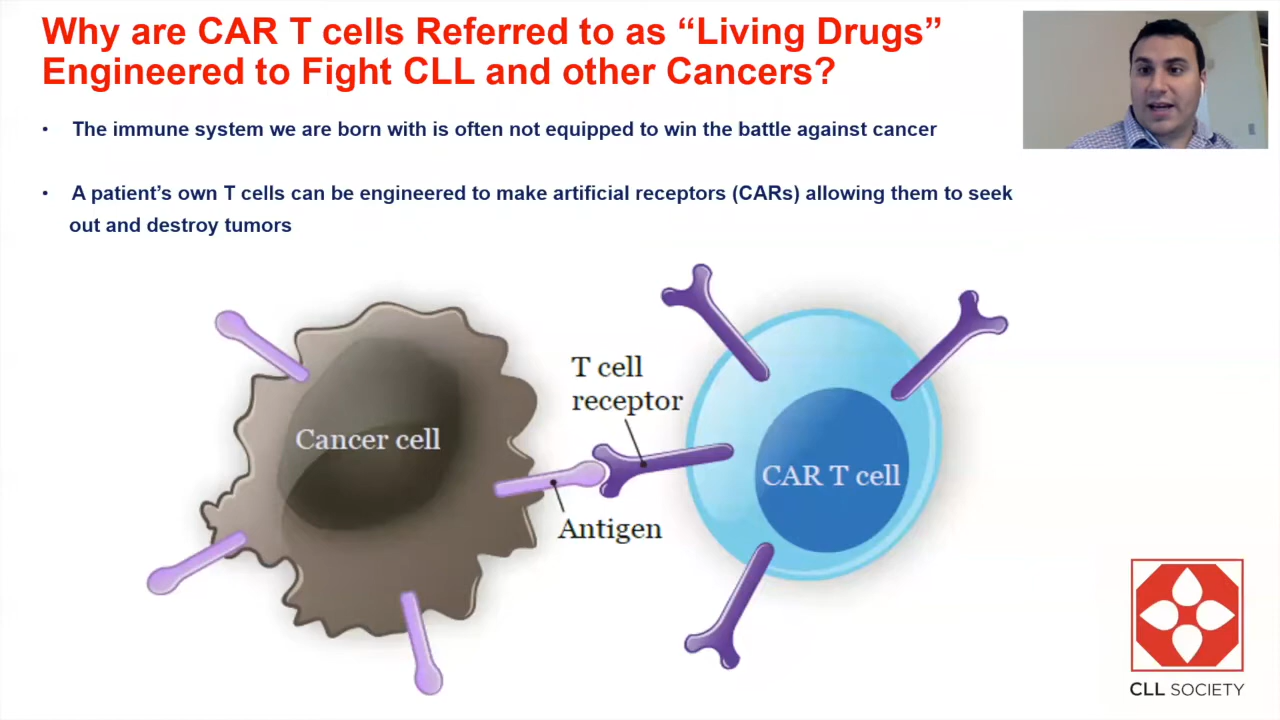 Why are CAR T cells Referred to as “Living Drugs”
Engineered to Fight CLL and other Cancers?
• The immune system we are born with is often not equipped to win the battle against cancer
• A patient’s own T cells can be engineered to make artificial receptors (CARs) allowing them to seek
out and destroy tumors
T cell
receptor
Cancer cell
CAR T cell
Antigen
CLL SOCIETY